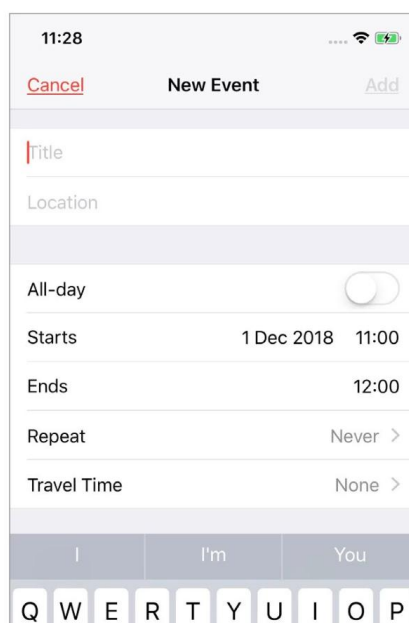 11:28
Cancel New Event Add
Title
Location
All-day
Starts 1 Dec 2018 11:00
Ends 12:00
Repeat Never >
Travel Time None >
I I'm You
Q W E R T Y U I O P